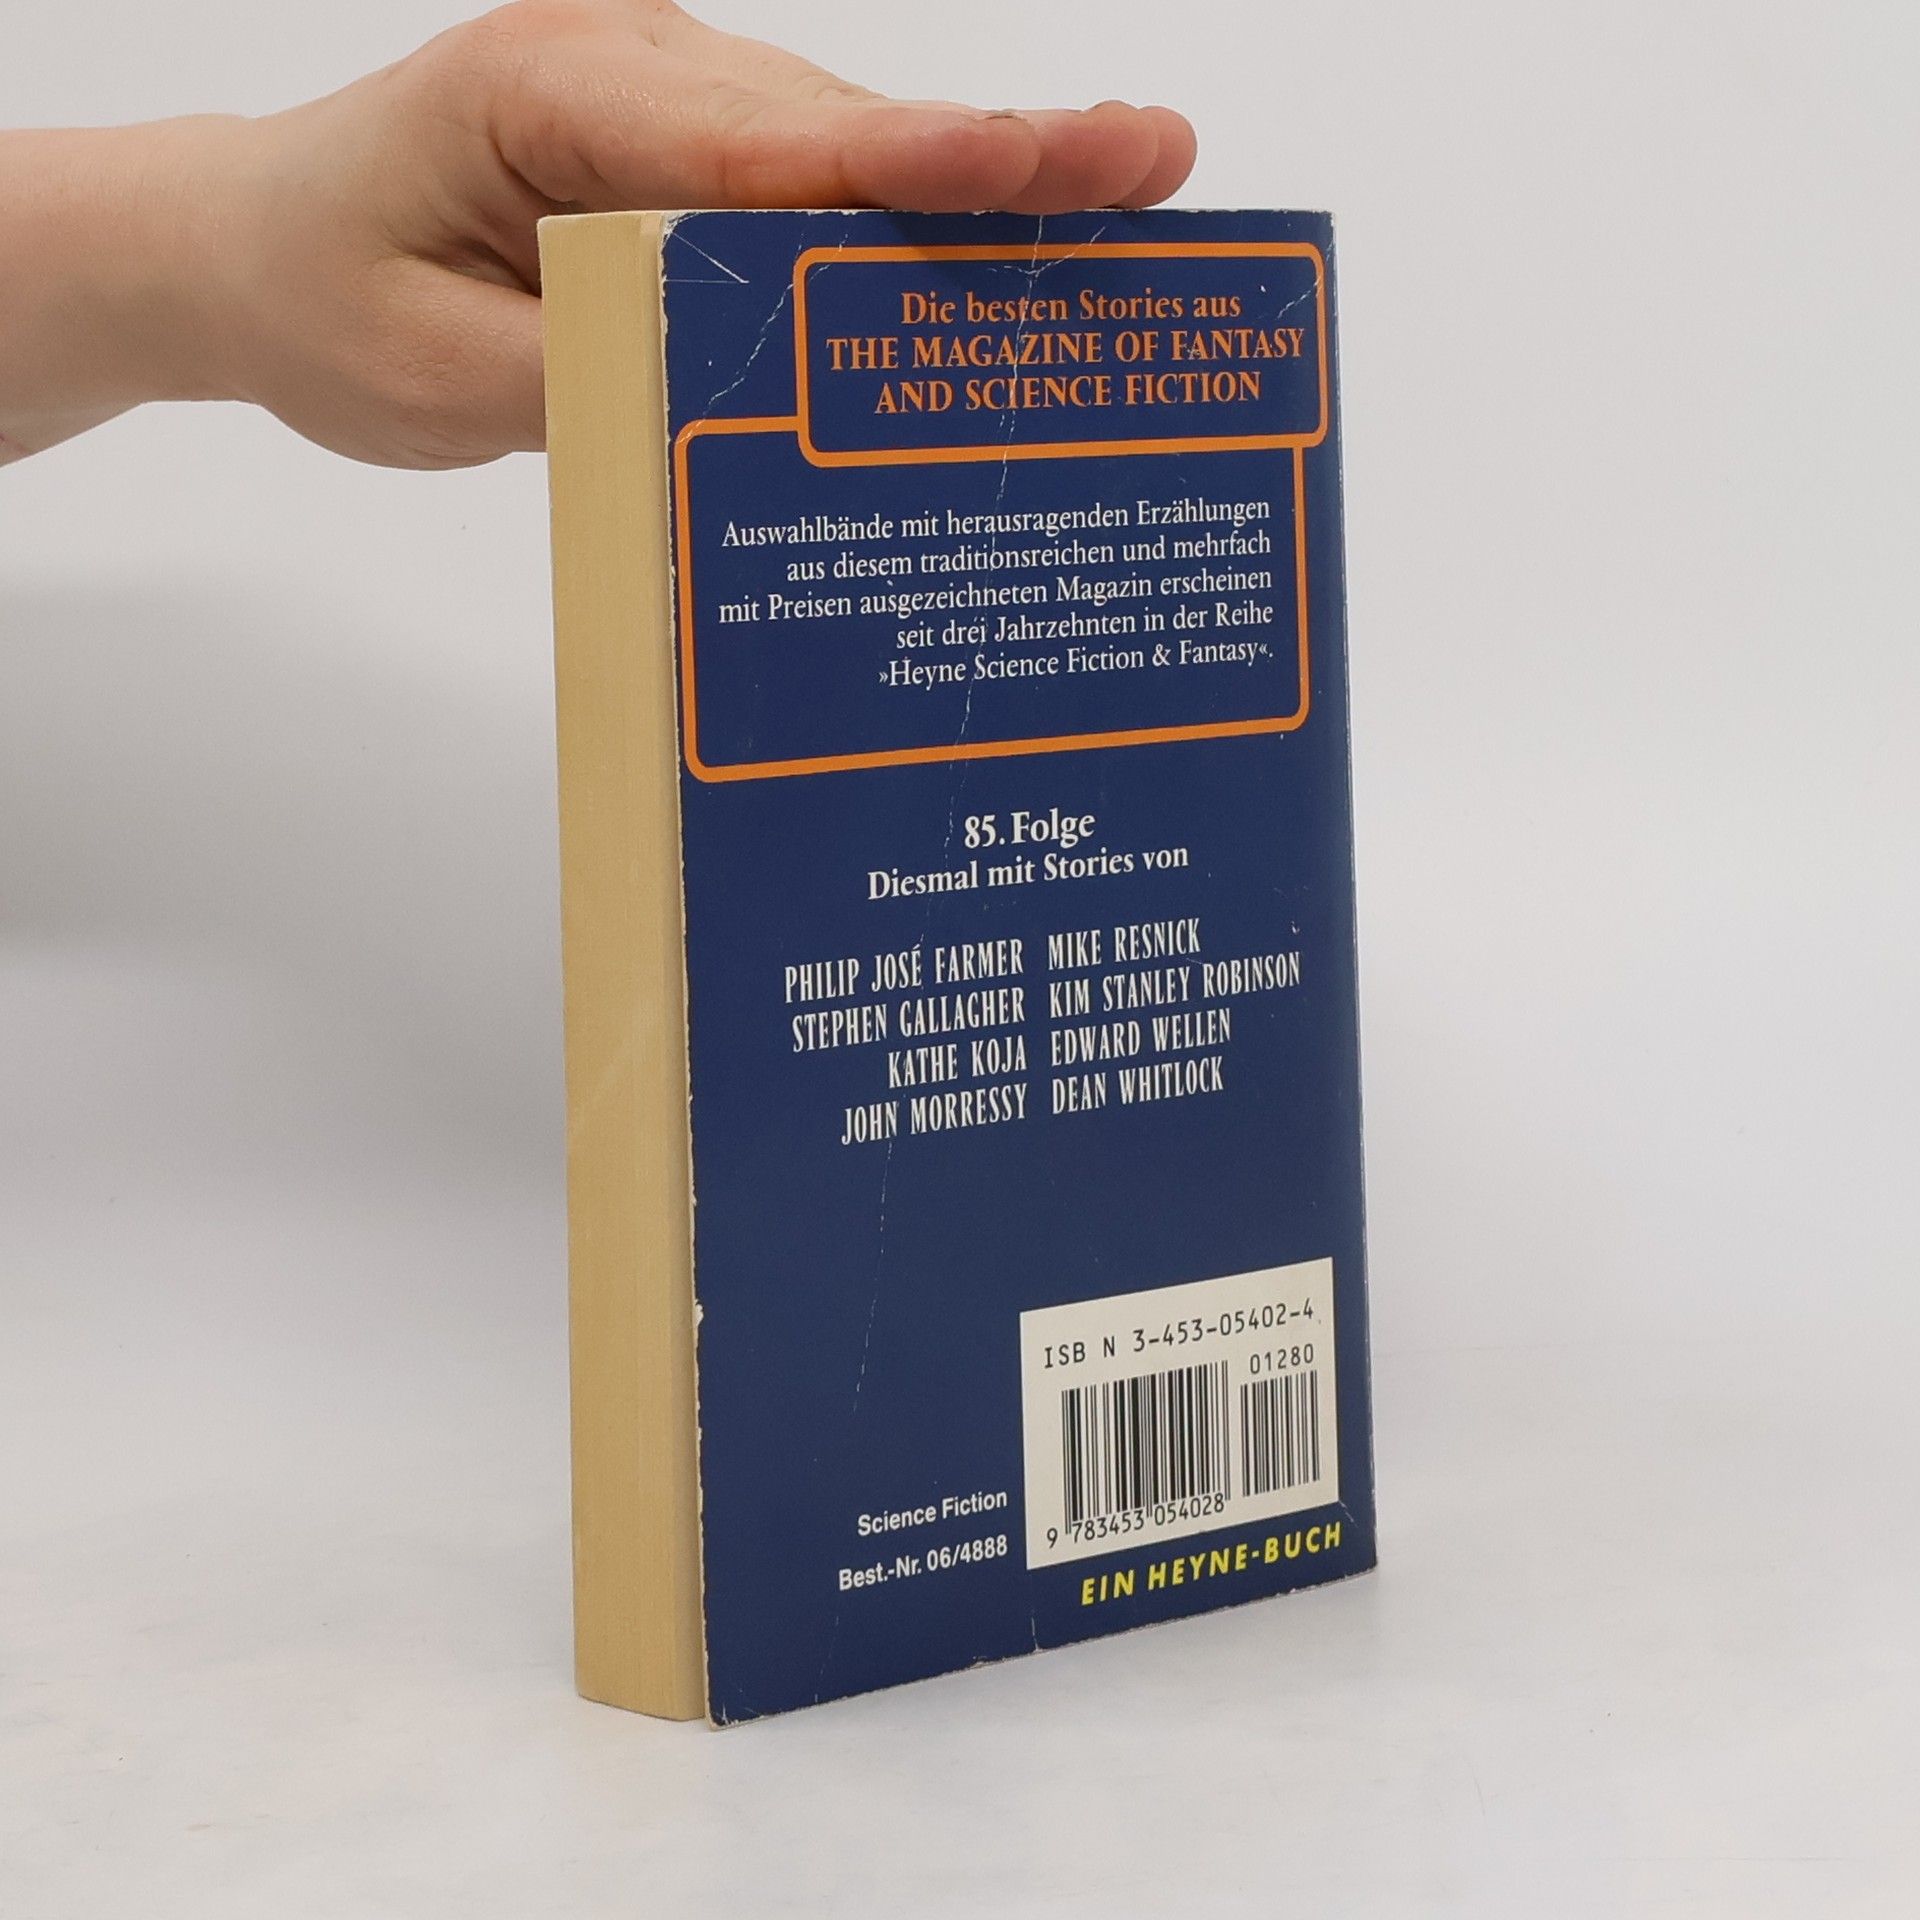 Die besten Stories aus
THE MAGAZINE OF FANTASY
AND SCIENCE FICTION
Auswahlbände mit herausragenden Erzählungen
aus diesem traditionsreichen und mehrfach
mit Preisen ausgezeichneten Magazin erscheinen
seit drei Jahrzehnten in der Reihe
»Heyne Science Fiction & Fantasy«.
85. Folge
Diesmal mit Stories von
PHILIP JOSÉ FARMER MIKE RESNICK
STEPHEN GALLAGHER KIM STANLEY ROBINSON
KATHE KOJA EDWARD WELLEN
JOHN MORRESSY DEAN WHITLOCK
ISB N 3-453-05402-4
01280
9 783453 054028
Science Fiction
Best.-Nr. 06/4888
EIN HEYNE-BUCH